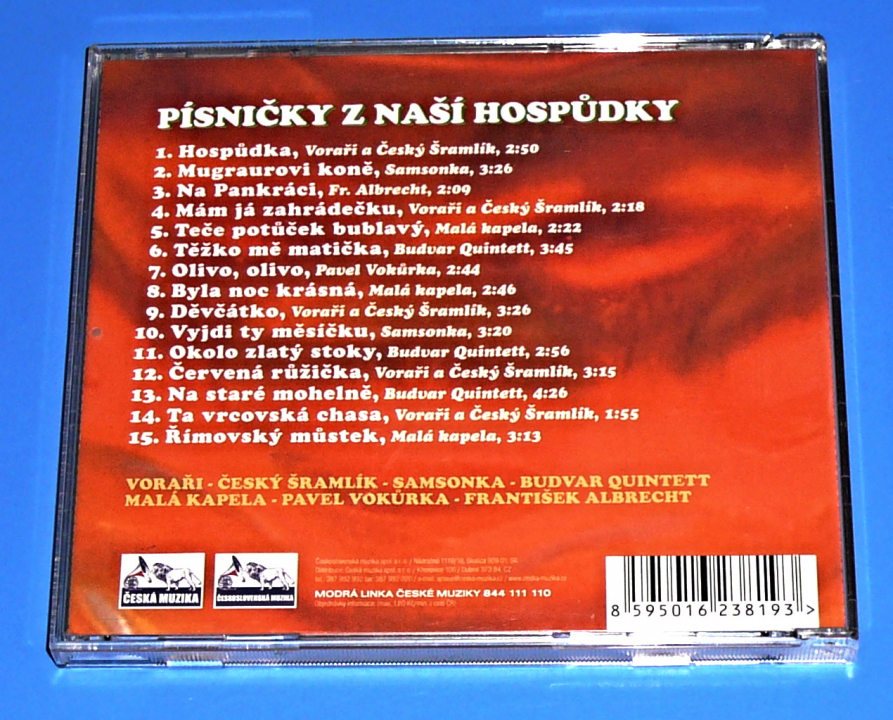 PÍSNIČKY Z NAŠÍ HOSPŮDKY
1. Hospůdka, Voraři a Český Šramlík, 2:50
2. Mugraurovi koně, Samsonka, 3:26
3. Na Pankráci, Fr. Albrecht, 2:09
4. Mám já zahrádečku, Voraři a Český Šramlík, 2:18
5. Teče potůček bublavý, Malá kapela, 2:22
6. Těžko mě matička, Budvar Quintett, 3:45
7. Olivo, olivo, Pavel Vokůrka, 2:44
8. Byla noc krásná, Malá kapela, 2:46
9. Děvčátko, Voraři a Český Šramlík, 3:26
10. Vyjdi ty měsíčku, Samsonka, 3:20
11. Okolo zlatý stoky, Budvar Quintett, 2:56
12. Červená růžička, Voraři a Český Šramlík, 3:15
13. Na staré mohelně, Budvar Quintett, 4:26
14. Ta vrcovská chasa, Voraři a Český Šramlík, 1:55
15. Římovský můstek, Malá kapela, 3:13
VORAŘI - ČESKÝ ŠRAMLÍK - SAMSONKA - BUDVAR QUINTETT
MALÁ KAPELA - PAVEL VOKŮRKA - FRANTIŠEK ALBRECHT
ČESKÁ MUZIKA
ČESKOSLOVENSKÁ MUZIKA
MODRÁ LINKA ČESKÉ MUZIKY 844 111 110
8 595016 238193 >